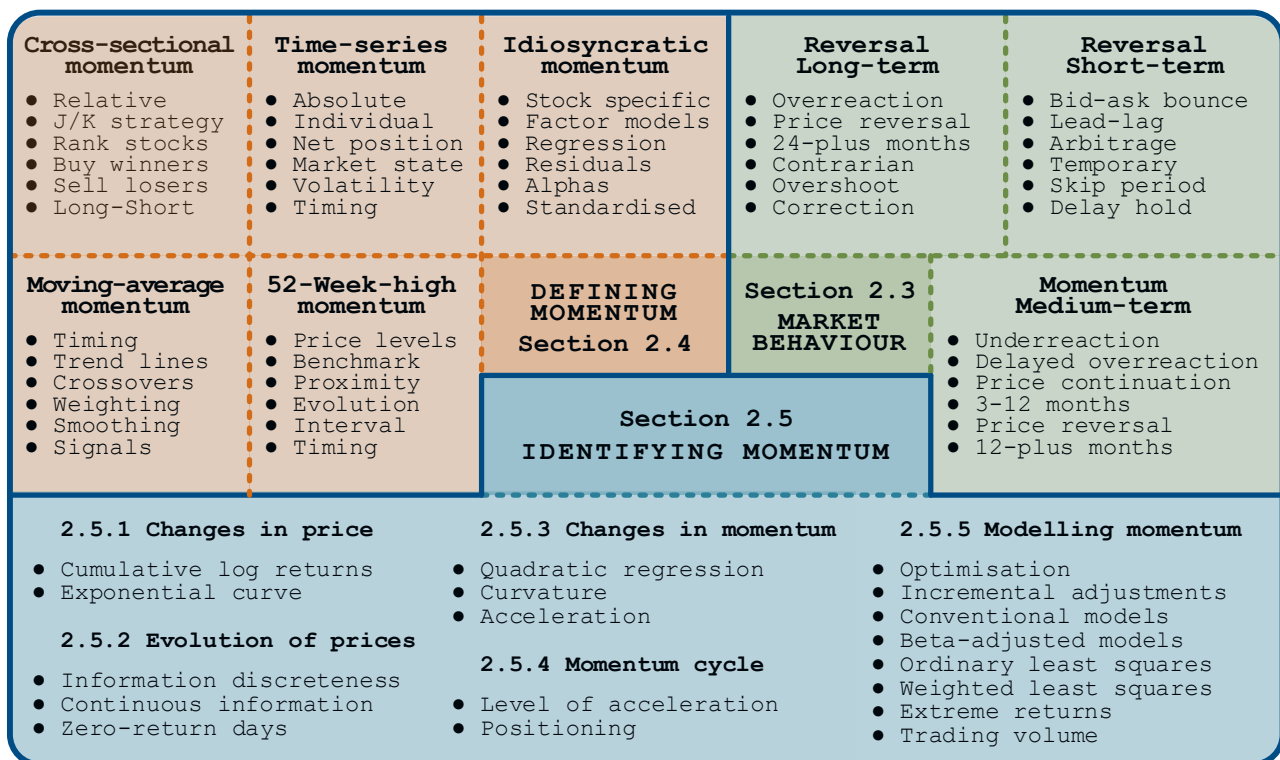 Cross-sectional
momentum
● Relative
● J/K strategy
● Rank stocks
● Buy winners
● Sell losers
● Long-Short
Time-series
momentum
● Absolute
● Individual
● Net position
● Market state
● Volatility
● Timing
Idiosyncratic
momentum
● Stock specific
● Factor models
● Regression
● Residuals
● Alphas
● Standardised
Reversal
Long-term
● Overreaction
● Price reversal
● 24-plus months
● Contrarian
● Overshoot
● Correction
Reversal
Short-term
● Bid-ask bounce
● Lead-lag
● Arbitrage
● Temporary
● Skip period
● Delay hold
Moving-average
momentum
● Timing
● Trend lines
● Crossovers
● Weighting
● Smoothing
● Signals
52-Week-high
momentum
● Price levels
● Benchmark
● Proximity
● Evolution
● Interval
● Timing
DEFINING
MOMENTUM
Section 2.4
Section 2.3
MARKET
BEHAVIOUR
Momentum
Medium-term
● Underreaction
● Delayed overreaction
● Price continuation
● 3-12 months
● Price reversal
● 12-plus months
Section 2.5
IDENTIFYING MOMENTUM
2.5.1 Changes in price
● Cumulative log returns
● Exponential curve
2.5.2 Evolution of prices
● Information discreteness
● Continuous information
● Zero-return days
2.5.3 Changes in momentum
● Quadratic regression
● Curvature
● Acceleration
2.5.4 Momentum cycle
● Level of acceleration
● Positioning
2.5.5 Modelling momentum
● Optimisation
● Incremental adjustments
● Conventional models
● Beta-adjusted models
● Ordinary least squares
● Weighted least squares
● Extreme returns
● Trading volume